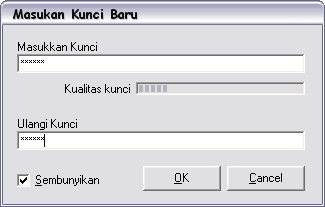 Masukan Kunci Baru
Masukkan Kunci
******
Kualitas kunci
Ulangi Kunci
******
Sembunyikan
OK
Cancel